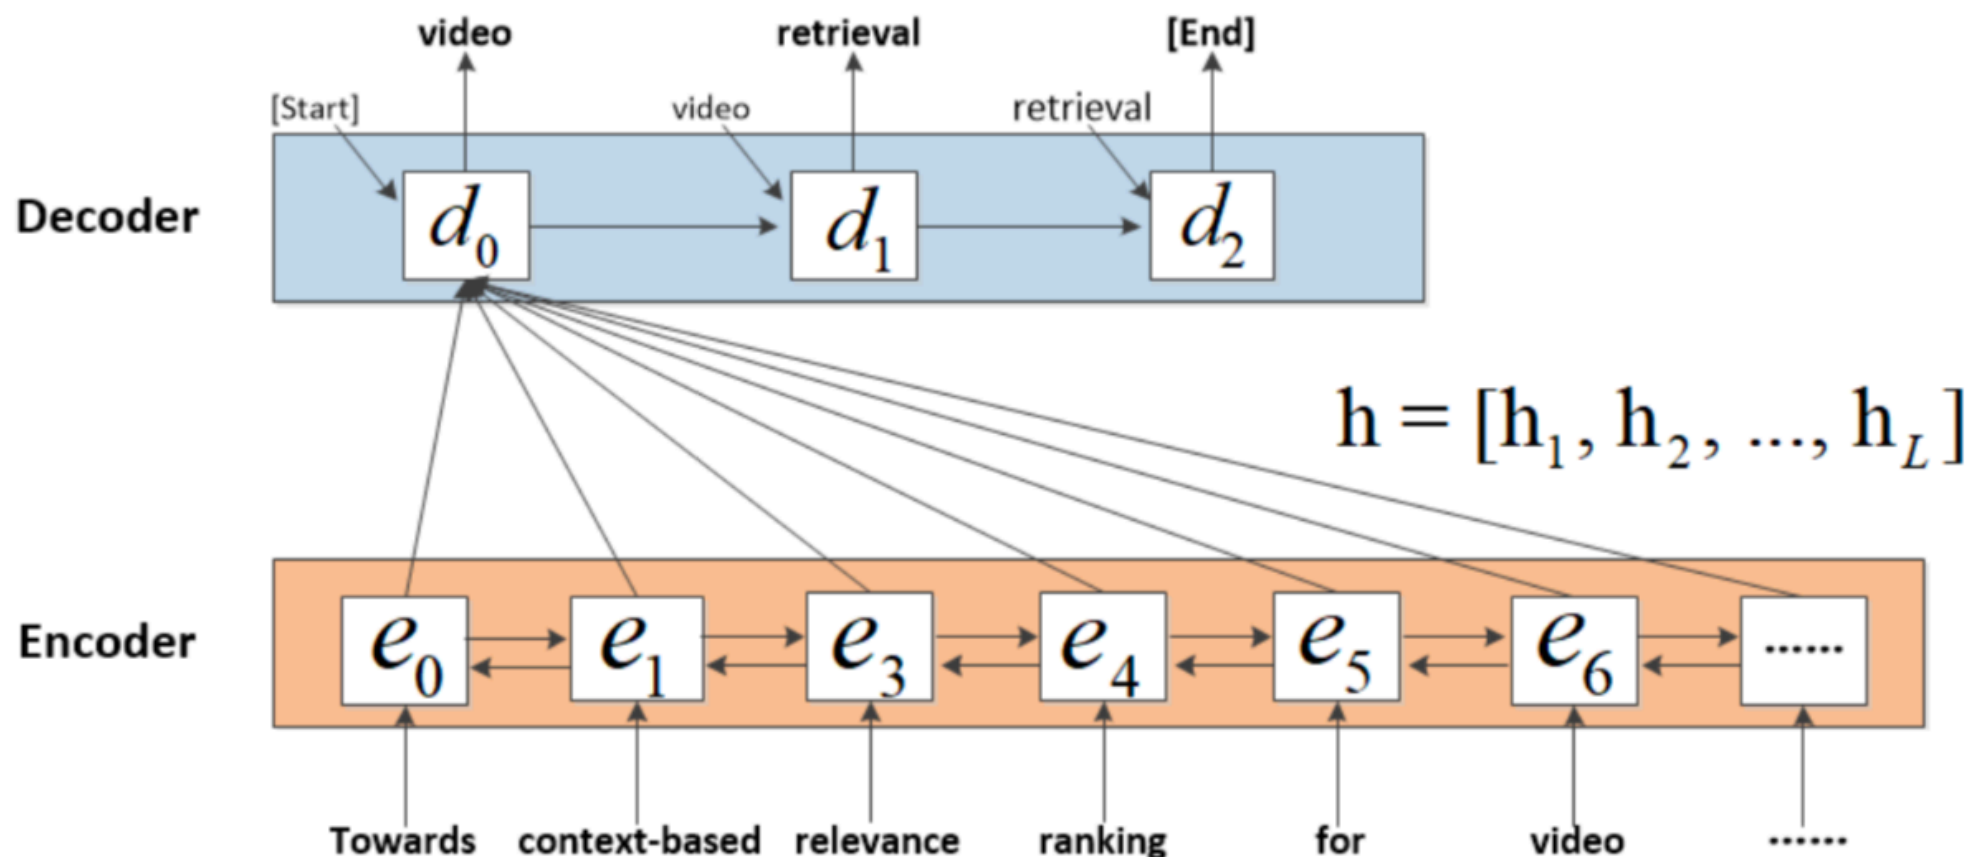 video retrieval [End]
[Start] video retrieval
Decoder d₀ d₁ d₂
h = [h₁, h₂, ..., h_L]
Encoder e₀ e₁ e₃ e₄ e₅ e₆ ......
Towards context-based relevance ranking for video ......